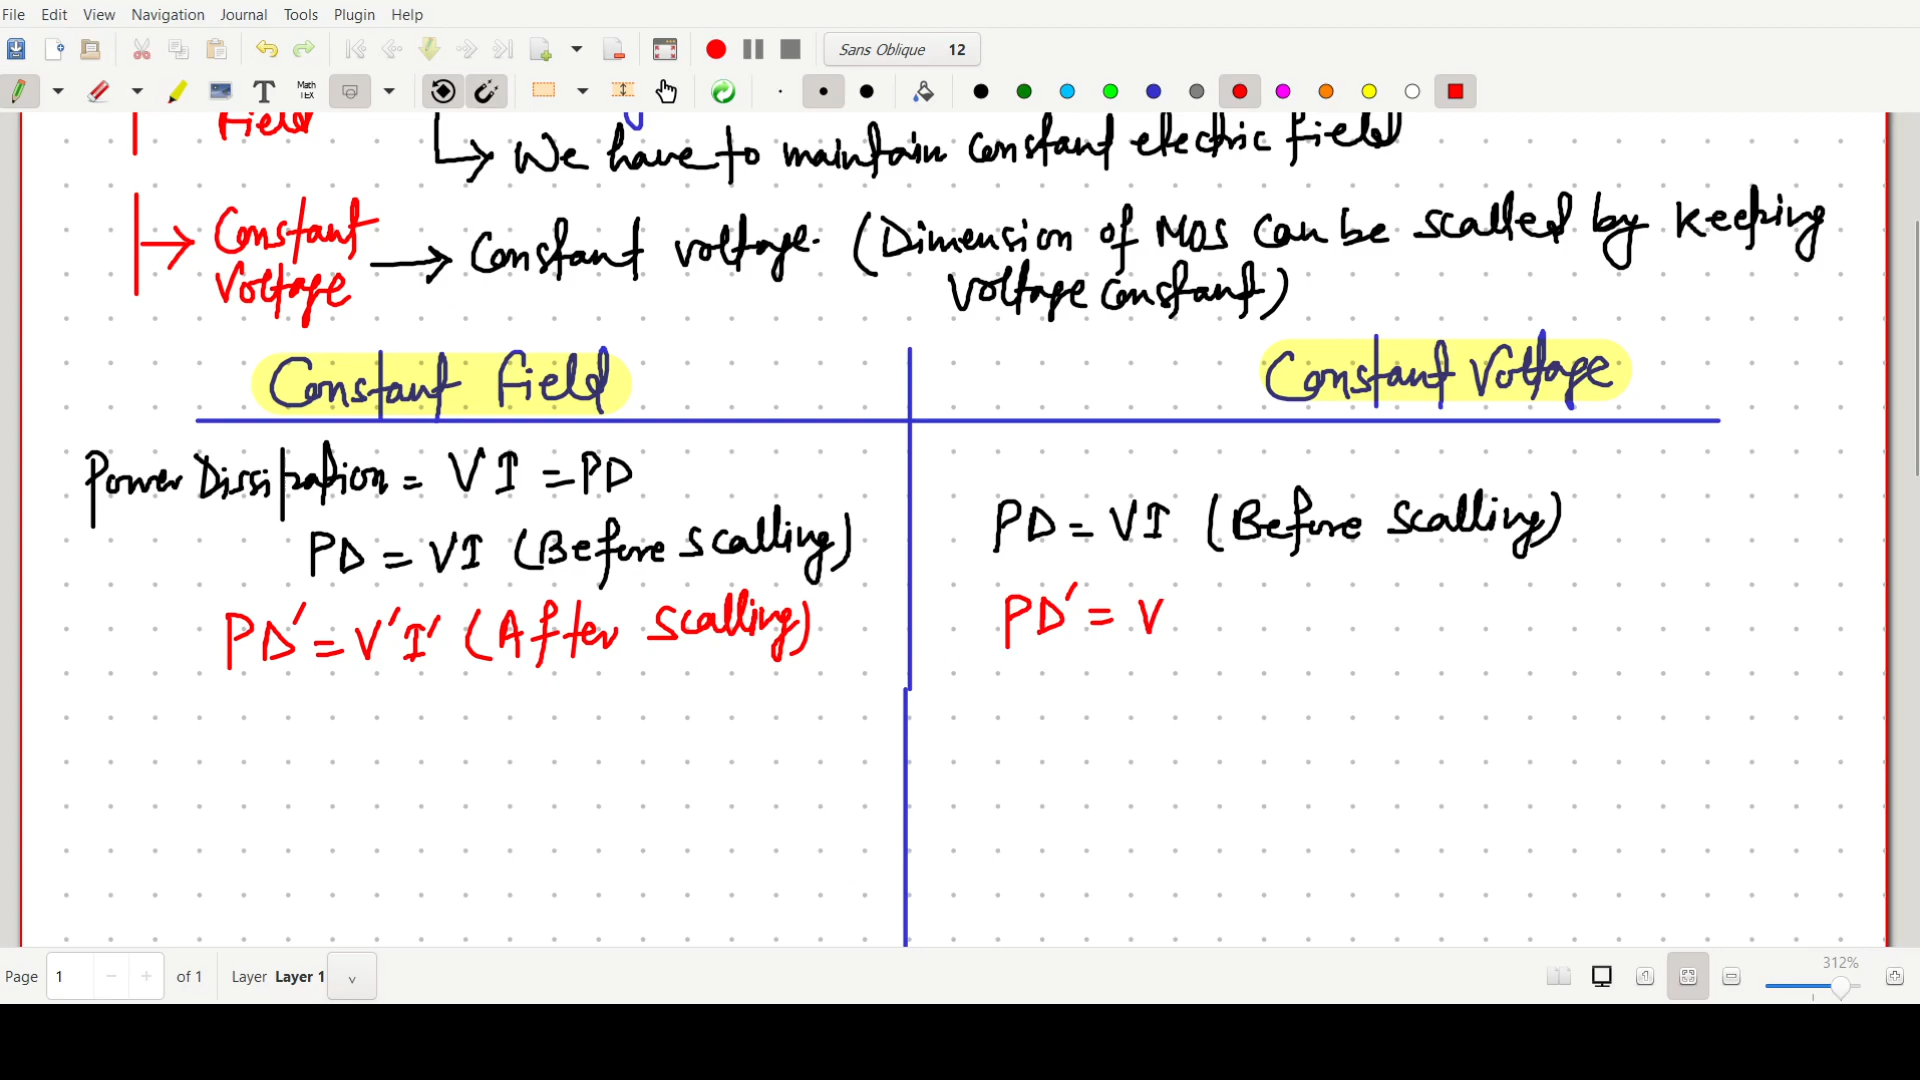 File Edit View Navigation Journal Tools Plugin Help
Sans Oblique 12
Math TEX
Field
We have to maintain constant electric field
Constant Voltage → Constant voltage. (Dimension of MOS can be scalled by keeping voltage constant)
Constant Field
Constant Voltage
Power Dissipation = VI = PD
PD = VI (Before scalling)
PD' = V'I' (After scalling)
PD = VI (Before scalling)
PD' = V
Page 1 of 1 Layer Layer 1 v
312%